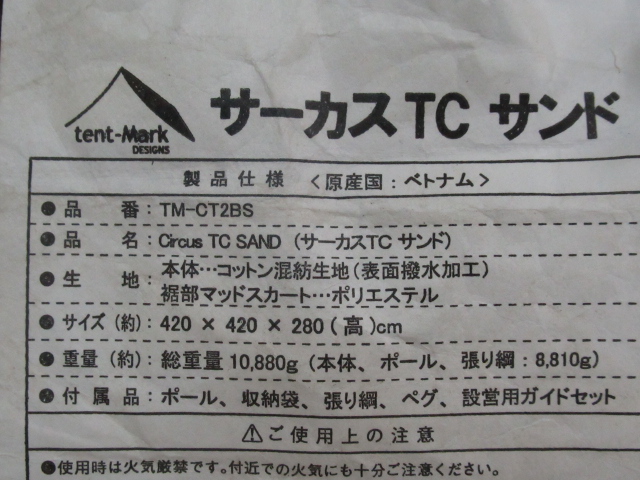 tent-Mark
DESIGNS
サーカスTC サンド
製品仕様 〈原産国：ベトナム〉
●品 番：TM-CT2BS
●品 名：Circus TC SAND（サーカスTC サンド）
●生 地：本体…コットン混紡生地（表面撥水加工）
裾部マッドスカート…ポリエステル
●サイズ（約）：420 × 420 × 280（高）cm
●重量（約）：総重量 10,880g（本体、ポール、張り綱：8,810g）
●付属品：ポール、収納袋、張り綱、ペグ、設営用ガイドセット
⚠ご使用上の注意
●使用時は火気厳禁です。付近での火気にも十分ご注意ください。